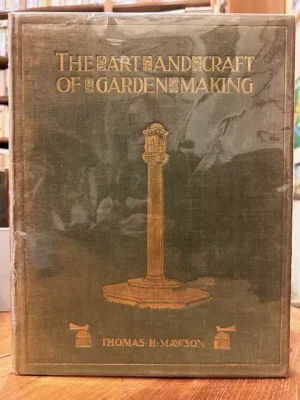 THE ART AND CRAFT
OF GARDEN MAKING
THOMAS H MAWSON